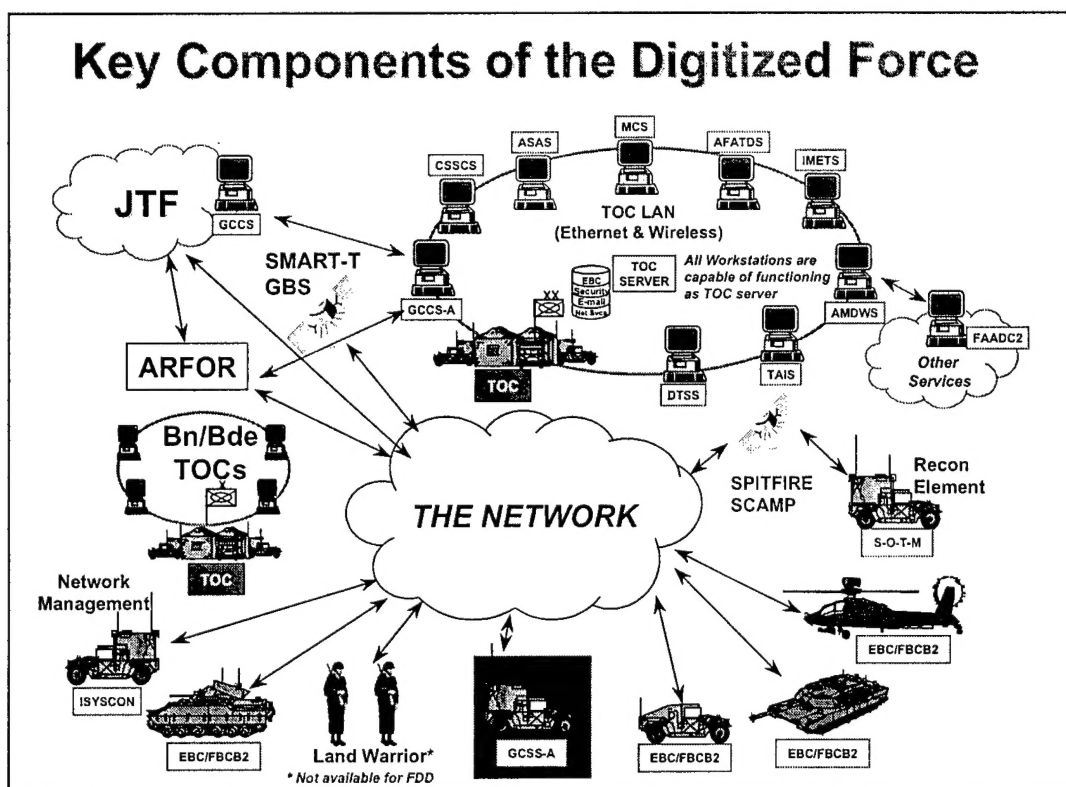 Key Components of the Digitized Force
MCS
ASAS
AFATDS
CSSCS
IMETS
JTF
GCCS
TOC LAN
(Ethernet & Wireless)
SMART-T
GBS
EBC
Security
E-mail
Net Svcs
TOC
SERVER
All Workstations are
capable of functioning
as TOC server
GCCS-A
XX
AMDWS
FAADC2
Other
Services
ARFOR
TOC
DTSS
TAIS
Bn/Bde
TOCs
X
TOC
THE NETWORK
SPITFIRE
SCAMP
Recon
Element
S-O-T-M
Network
Management
ISYSCON
EBC/FBCB2
EBC/FBCB2
Land Warrior*
* Not available for FDD
GCSS-A
EBC/FBCB2
EBC/FBCB2